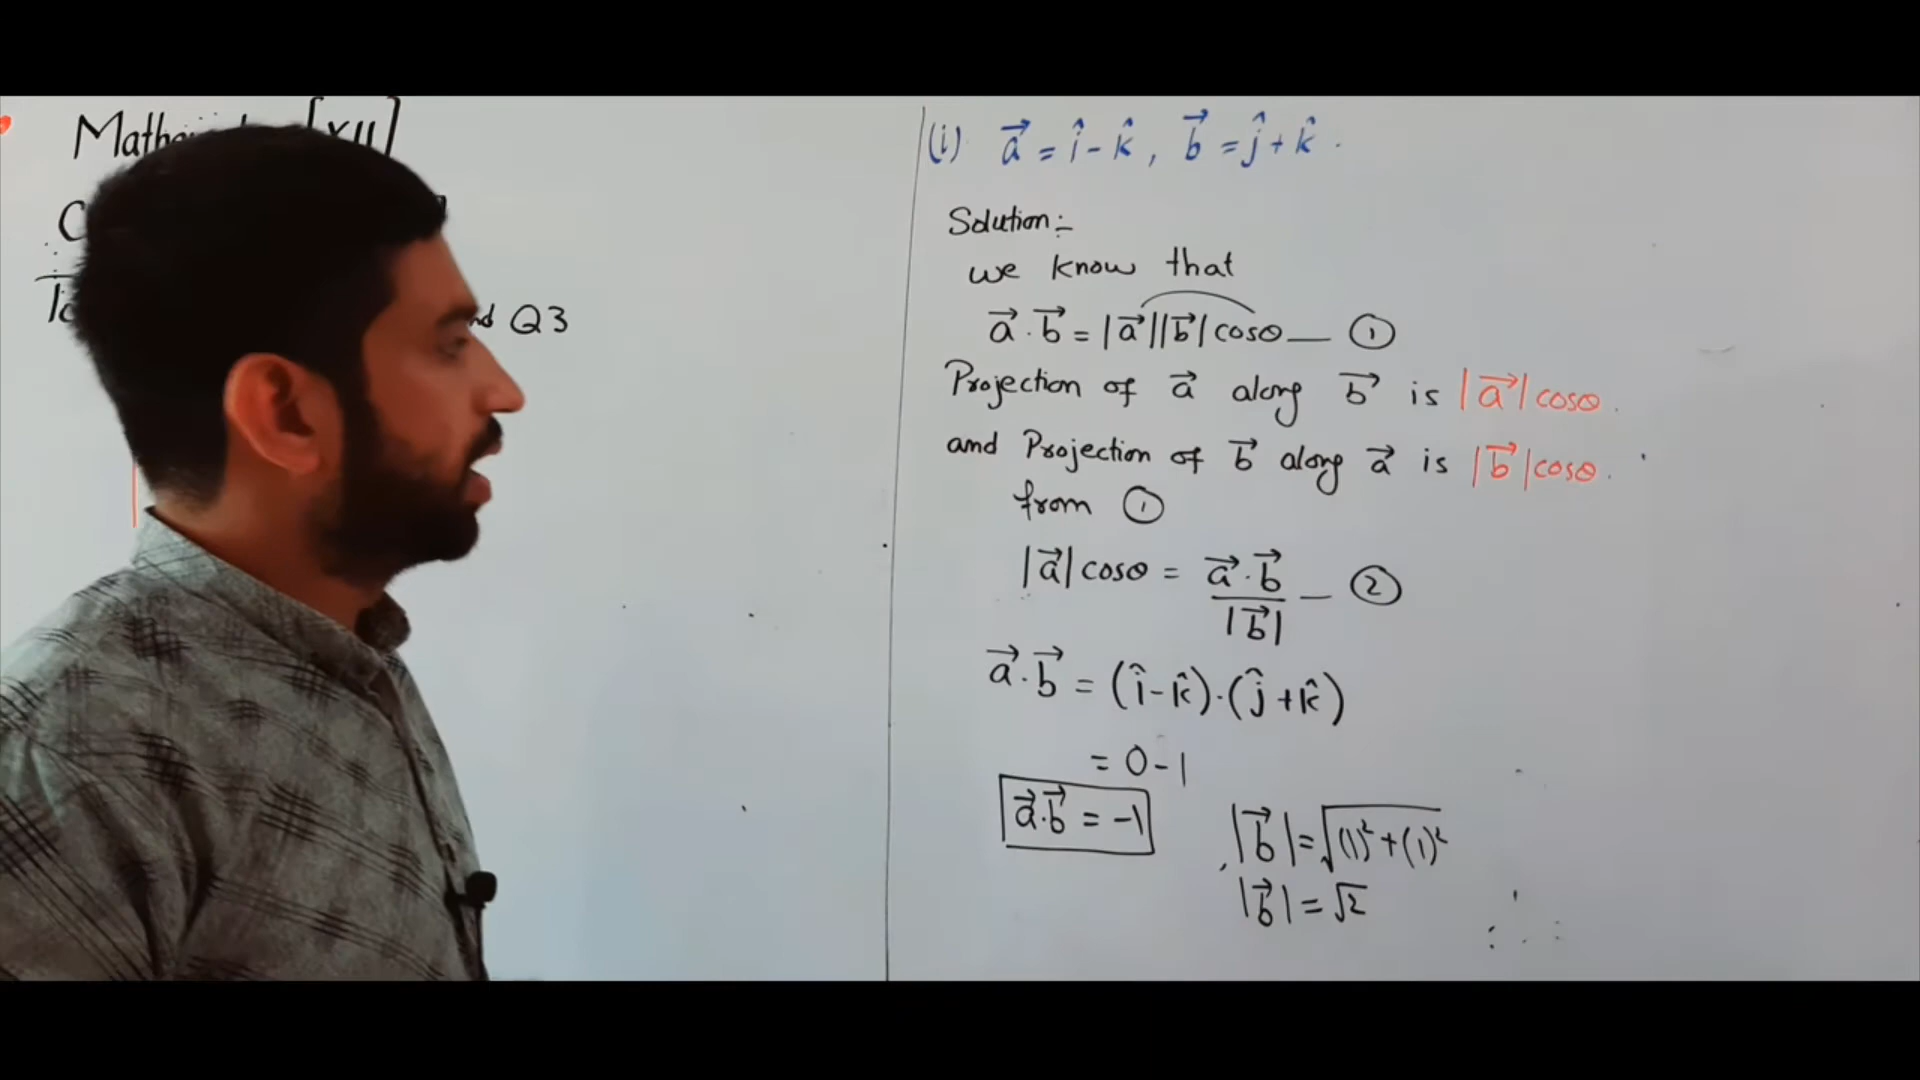 [XII]
Q3
(i) a⃗ = î - k̂, b⃗ = ĵ + k̂.
Solution:-
we know that
a⃗ . b⃗ = |a⃗||b⃗| cosθ — ①
Projection of a⃗ along b⃗ is |a⃗| cosθ.
and Projection of b⃗ along a⃗ is |b⃗| cosθ.
from ①
|a⃗| cosθ = a⃗ . b⃗ / |b⃗| — ②
a⃗ . b⃗ = (î - k̂) . (ĵ + k̂)
= 0 - 1
a⃗ . b⃗ = -1
, |b⃗| = √(1)² + (1)²
|b⃗| = √2